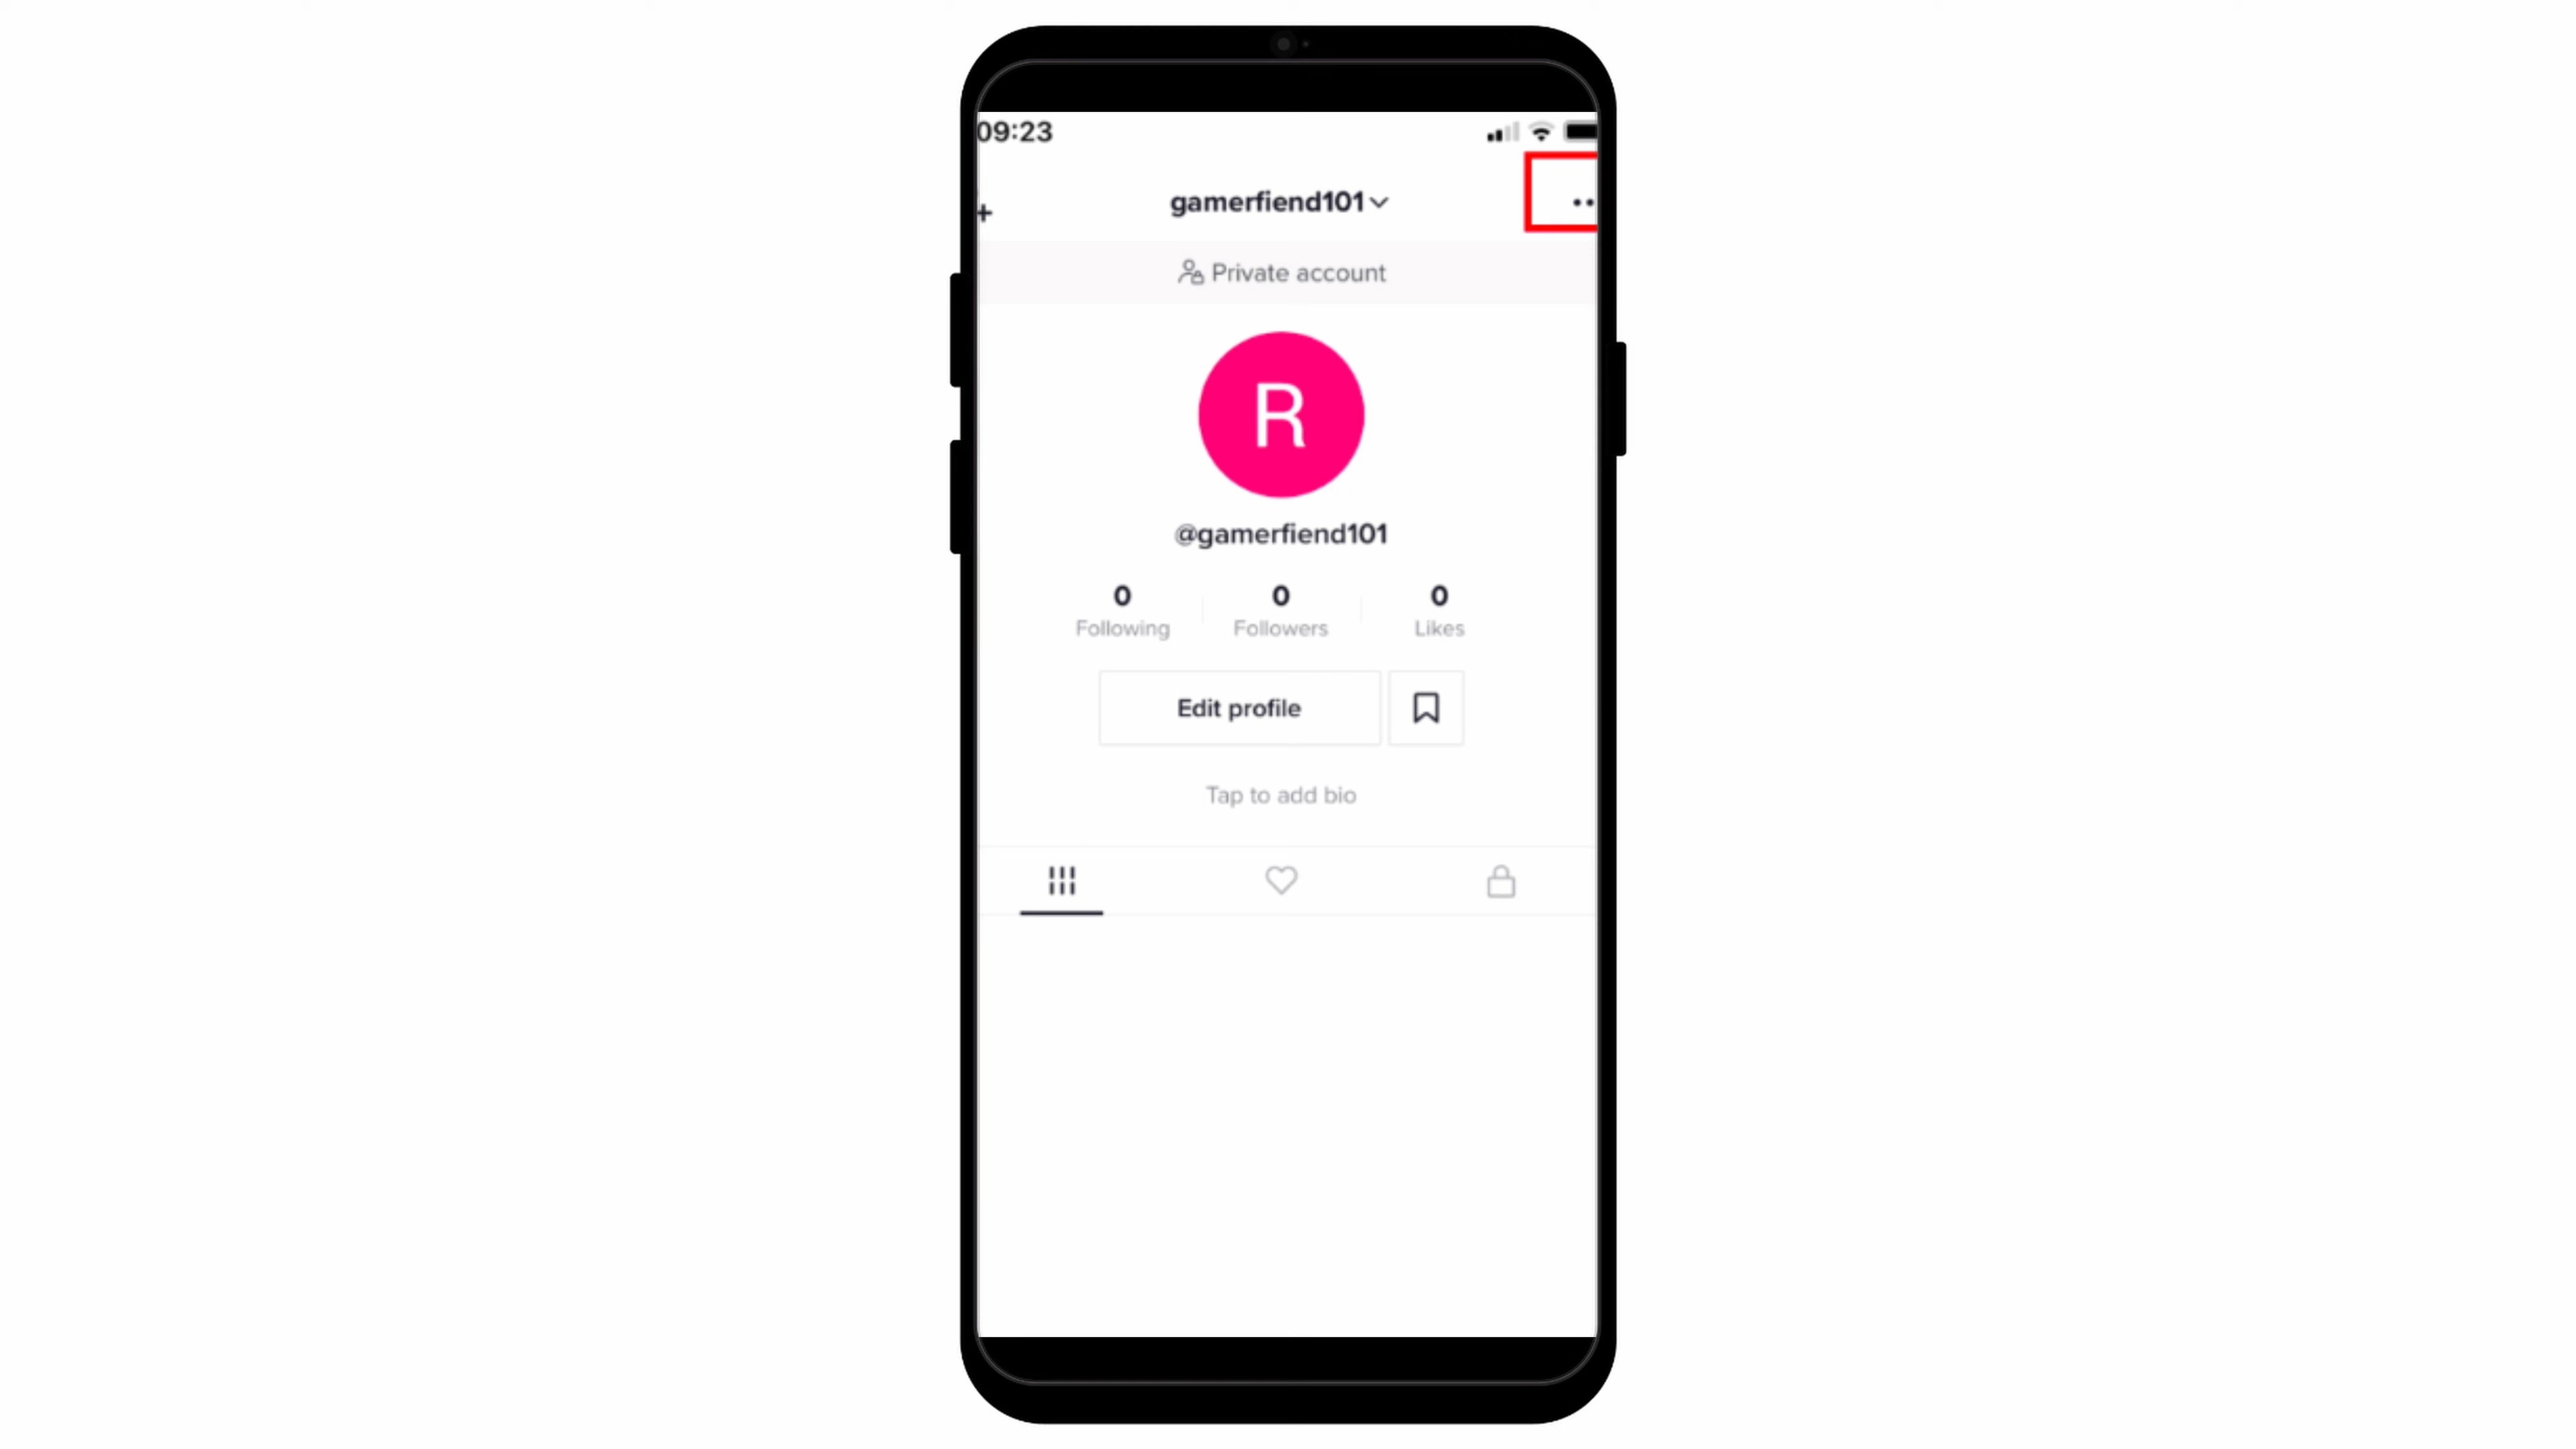 09:23
gamerfiend101
Private account
R
@gamerfiend101
0 0 0
Following Followers Likes
Edit profile
Tap to add bio